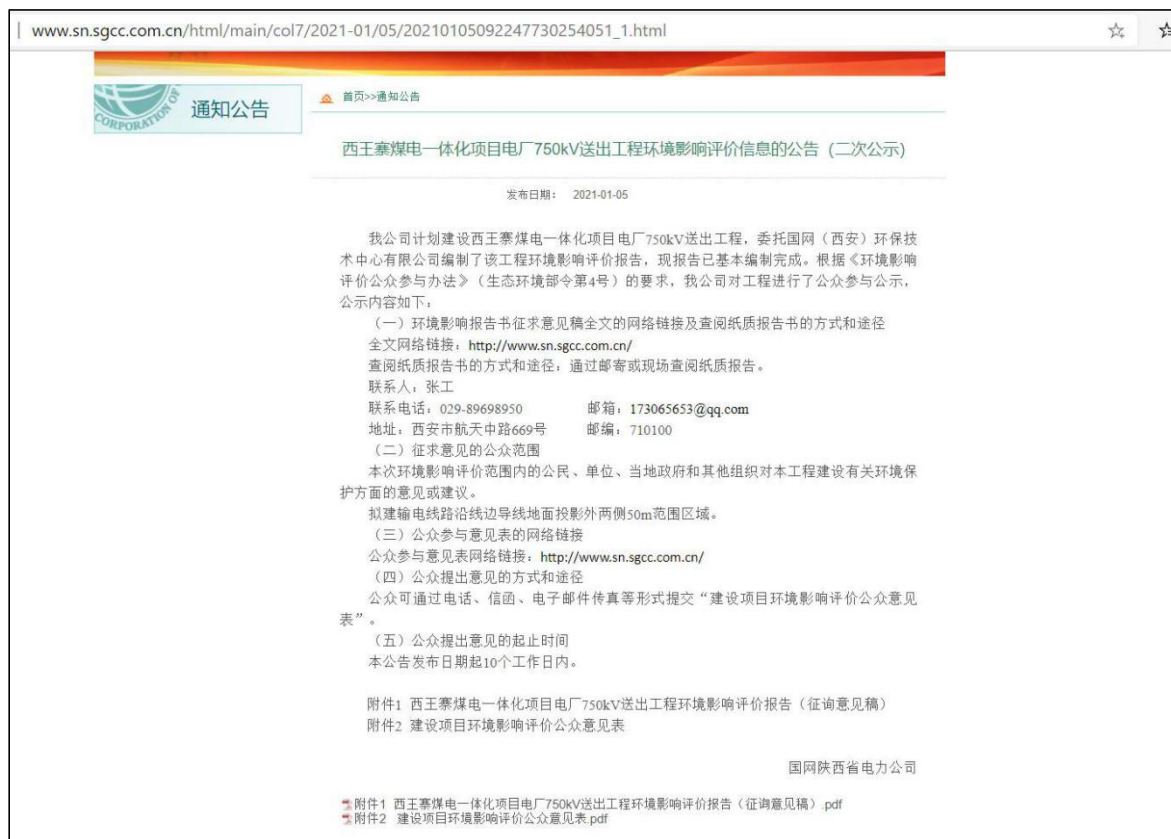 www.sn.sgcc.com.cn/html/main/col7/2021-01/05/20210105092247730254051_1.html
CORPORATION OF
通知公告
首页>>通知公告
西王寨煤电一体化项目电厂750kV送出工程环境影响评价信息的公告（二次公示）
发布日期： 2021-01-05
我公司计划建设西王寨煤电一体化项目电厂750kV送出工程，委托国网（西安）环保技
术中心有限公司编制了该工程环境影响评价报告，现报告已基本编制完成。根据《环境影响
评价公众参与办法》（生态环境部令第4号）的要求，我公司对工程进行了公众参与公示，
公示内容如下：
（一）环境影响报告书征求意见稿全文的网络链接及查阅纸质报告书的方式和途径
全文网络链接：http://www.sn.sgcc.com.cn/
查阅纸质报告书的方式和途径：通过邮寄或现场查阅纸质报告。
联系人：张工
联系电话：029-89698950 邮箱：173065653@qq.com
地址：西安市航天中路669号 邮编：710100
（二）征求意见的公众范围
本次环境影响评价范围内的公民、单位、当地政府和其他组织对本工程建设有关环境保
护方面的意见或建议。
拟建输电线路沿线边导线地面投影外两侧50m范围区域。
（三）公众参与意见表的网络链接
公众参与意见表网络链接：http://www.sn.sgcc.com.cn/
（四）公众提出意见的方式和途径
公众可通过电话、信函、电子邮件传真等形式提交“建设项目环境影响评价公众意见
表”。
（五）公众提出意见的起止时间
本公告发布日期起10个工作日内。
附件1 西王寨煤电一体化项目电厂750kV送出工程环境影响评价报告（征询意见稿）
附件2 建设项目环境影响评价公众意见表
国网陕西省电力公司
附件1 西王寨煤电一体化项目电厂750kV送出工程环境影响评价报告（征询意见稿）.pdf
附件2 建设项目环境影响评价公众意见表.pdf